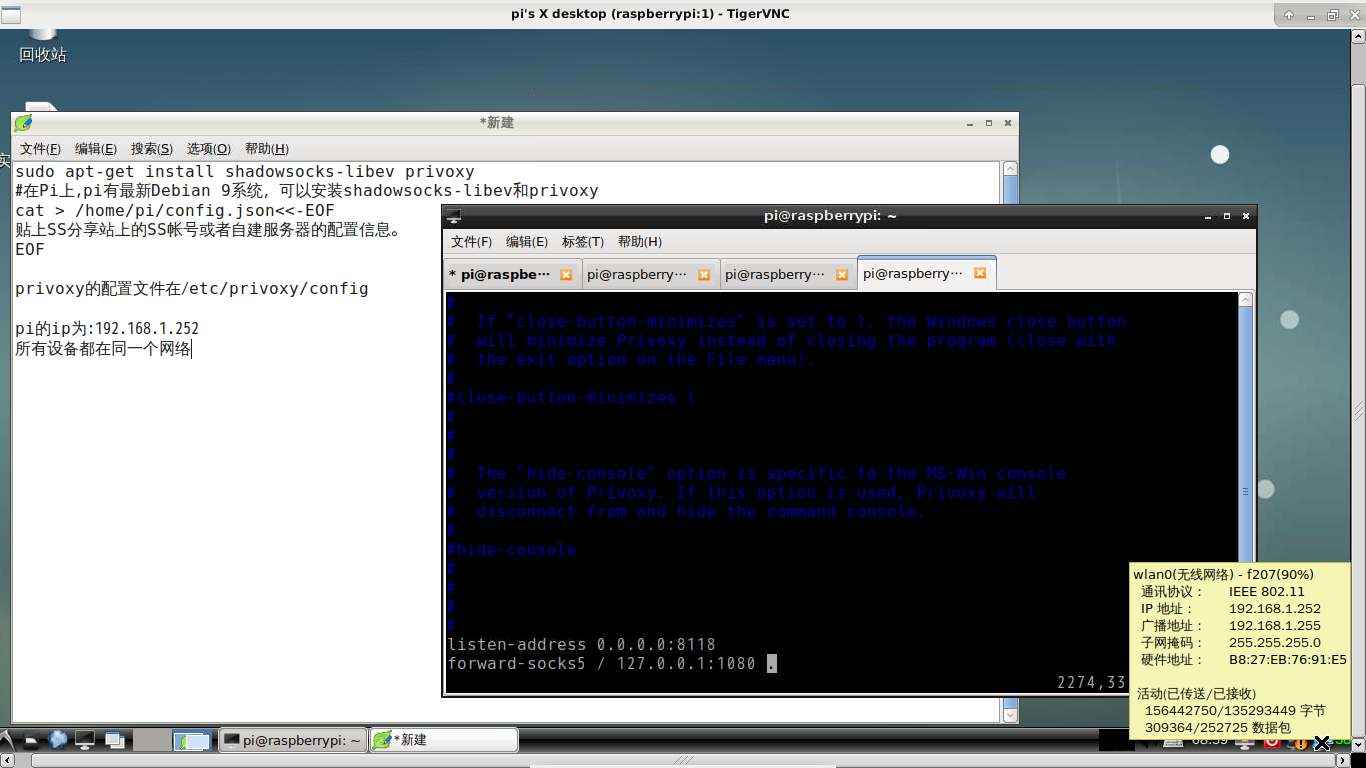 pi's X desktop (raspberrypi:1) - TigerVNC
回收站
*新建
文件(F) 编辑(E) 搜索(S) 选项(O) 帮助(H)
sudo apt-get install shadowsocks-libev privoxy
#在Pi上,pi有最新Debian 9系统, 可以安装shadowsocks-libev和privoxy
cat > /home/pi/config.json<<-EOF
贴上SS分享站上的SS帐号或者自建服务器的配置信息。
EOF
privoxy的配置文件在/etc/privoxy/config
pi的ip为:192.168.1.252
所有设备都在同一个网络
pi@raspberrypi: ~
文件(F) 编辑(E) 标签(T) 帮助(H)
* pi@raspbe··· pi@raspberry··· pi@raspberry··· pi@raspberry···
#
# If "close-button-minimizes" is set to 1, the Windows close button
# will minimize Privoxy instead of closing the program (close with
# the exit option on the File menu).
#
#close-button-minimizes 1
#
#
#
# The "hide-console" option is specific to the MS-Win console
# version of Privoxy. If this option is used, Privoxy will
# disconnect from and hide the command console.
#
#hide-console
#
#
#
#
listen-address 0.0.0.0:8118
forward-socks5 / 127.0.0.1:1080 .
2274,33
wlan0(无线网络) - f207(90%)
通讯协议： IEEE 802.11
IP 地址： 192.168.1.252
广播地址： 192.168.1.255
子网掩码： 255.255.255.0
硬件地址： B8:27:EB:76:91:E5
活动(已传送/已接收)
156442750/135293449 字节
309364/252725 数据包
pi@raspberrypi: ~
*新建